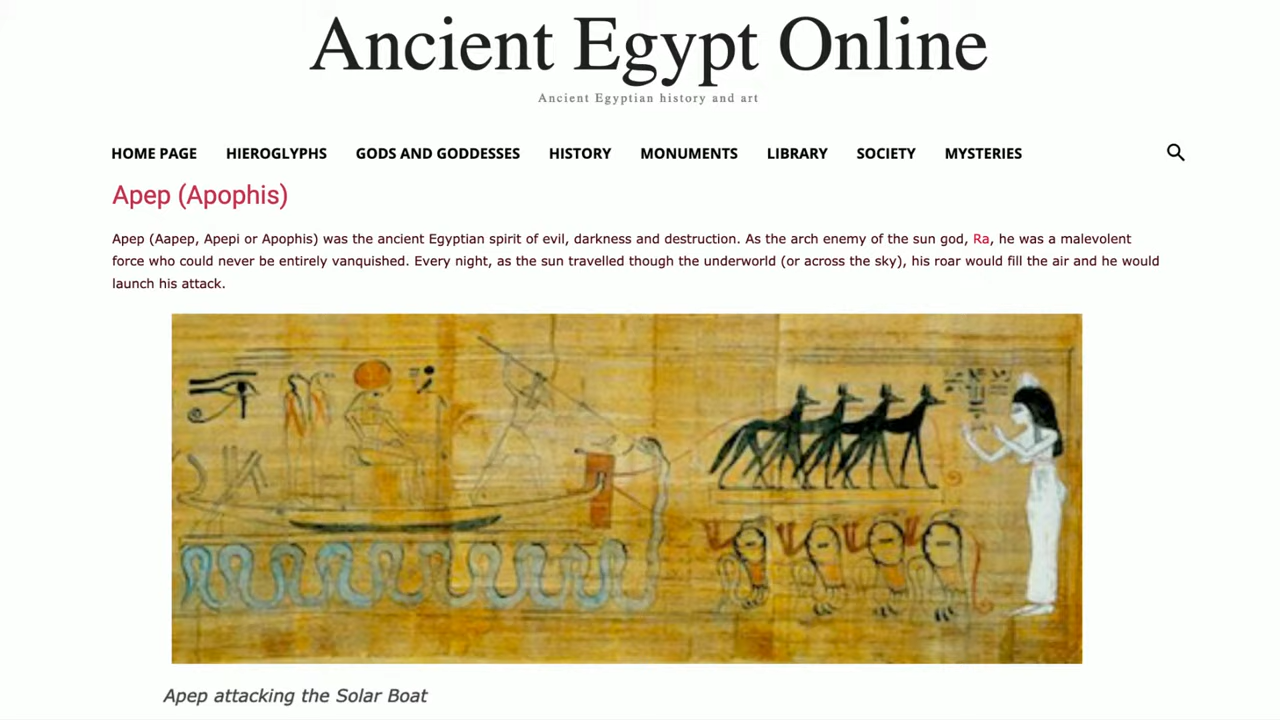 Ancient Egypt Online
Ancient Egyptian history and art
HOME PAGE HIEROGLYPHS GODS AND GODDESSES HISTORY MONUMENTS LIBRARY SOCIETY MYSTERIES
Apep (Apophis)
Apep (Aapep, Apepi or Apophis) was the ancient Egyptian spirit of evil, darkness and destruction. As the arch enemy of the sun god, Ra, he was a malevolent
force who could never be entirely vanquished. Every night, as the sun travelled though the underworld (or across the sky), his roar would fill the air and he would
launch his attack.
Apep attacking the Solar Boat